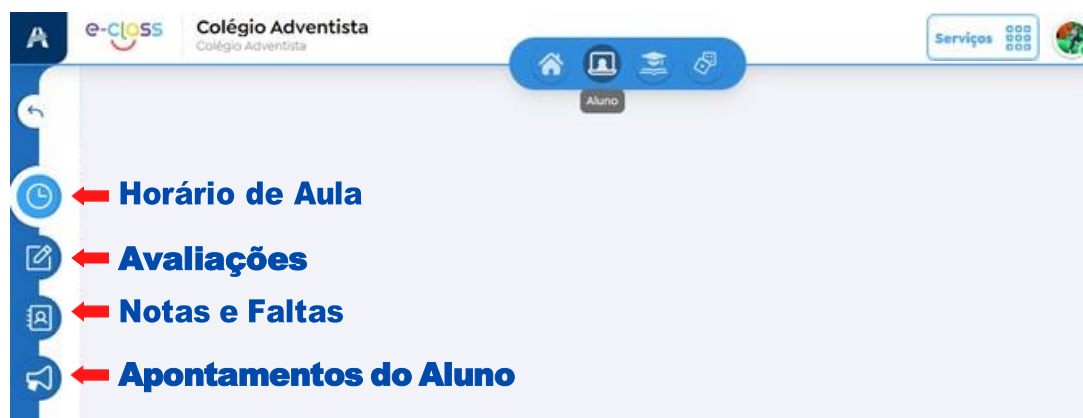 e-class
Colégio Adventista
Colégio Adventista
Serviços
Aluno
Horário de Aula
Avaliações
Notas e Faltas
Apontamentos do Aluno